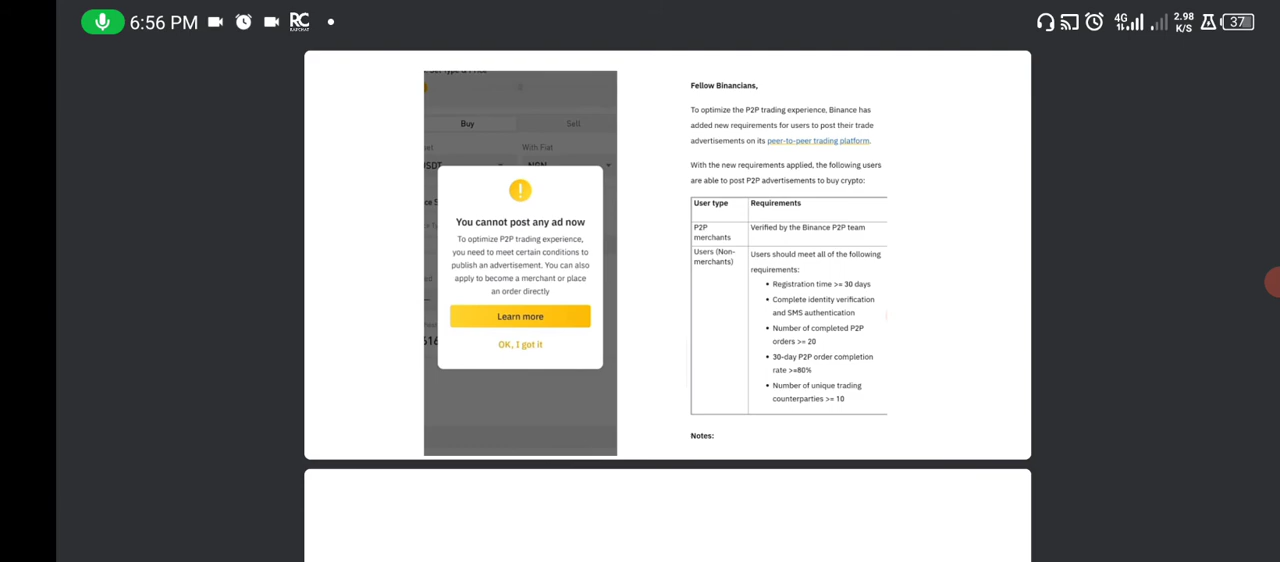 6:56 PM
RC
RAPCHAT
4G
2.98
K/S
37
Buy
Sell
With Fiat
You cannot post any ad now
To optimize P2P trading experience,
you need to meet certain conditions to
publish an advertisement. You can also
apply to become a merchant or place
an order directly
Learn more
OK, I got it
Fellow Binancians,
To optimize the P2P trading experience, Binance has
added new requirements for users to post their trade
advertisements on its peer-to-peer trading platform.
With the new requirements applied, the following users
are able to post P2P advertisements to buy crypto:
User type
Requirements
P2P
merchants
Verified by the Binance P2P team
Users (Non-
merchants)
Users should meet all of the following
requirements:
• Registration time >= 30 days
• Complete identity verification
and SMS authentication
• Number of completed P2P
orders >= 20
• 30-day P2P order completion
rate >=80%
• Number of unique trading
counterparties >= 10
Notes: